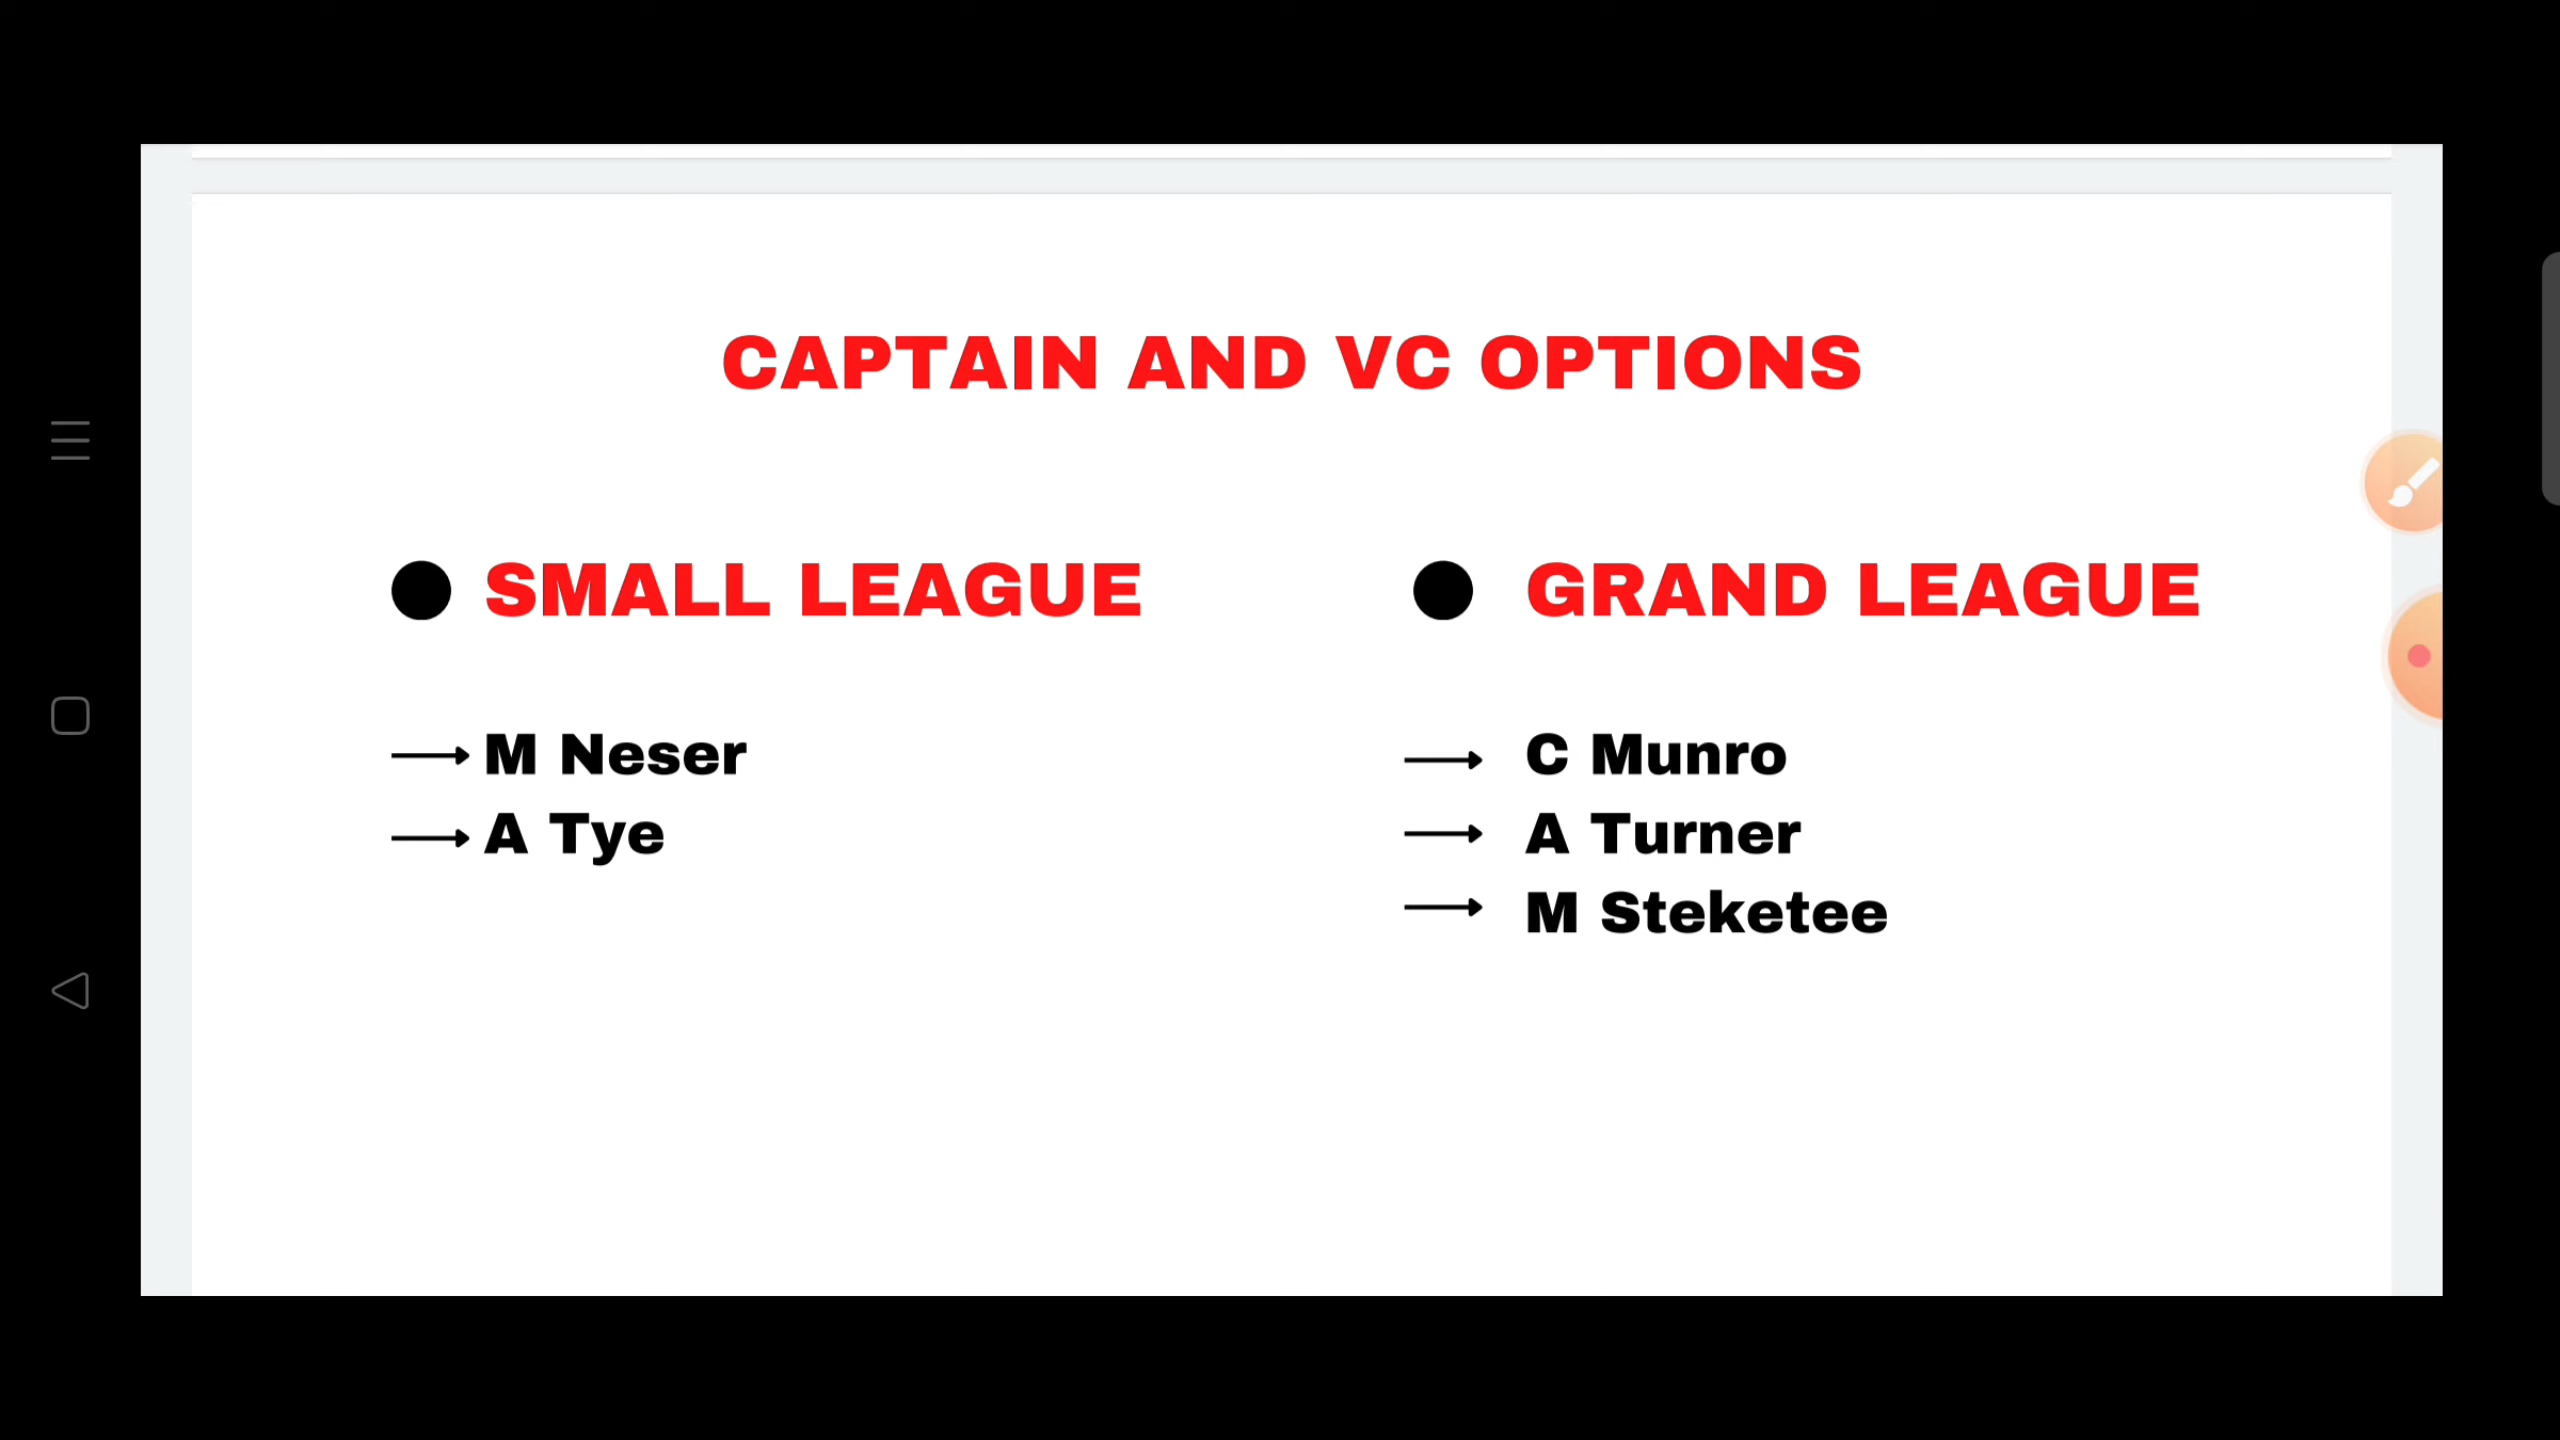 CAPTAIN AND VC OPTIONS
SMALL LEAGUE
M Neser
A Tye
GRAND LEAGUE
C Munro
A Turner
M Steketee